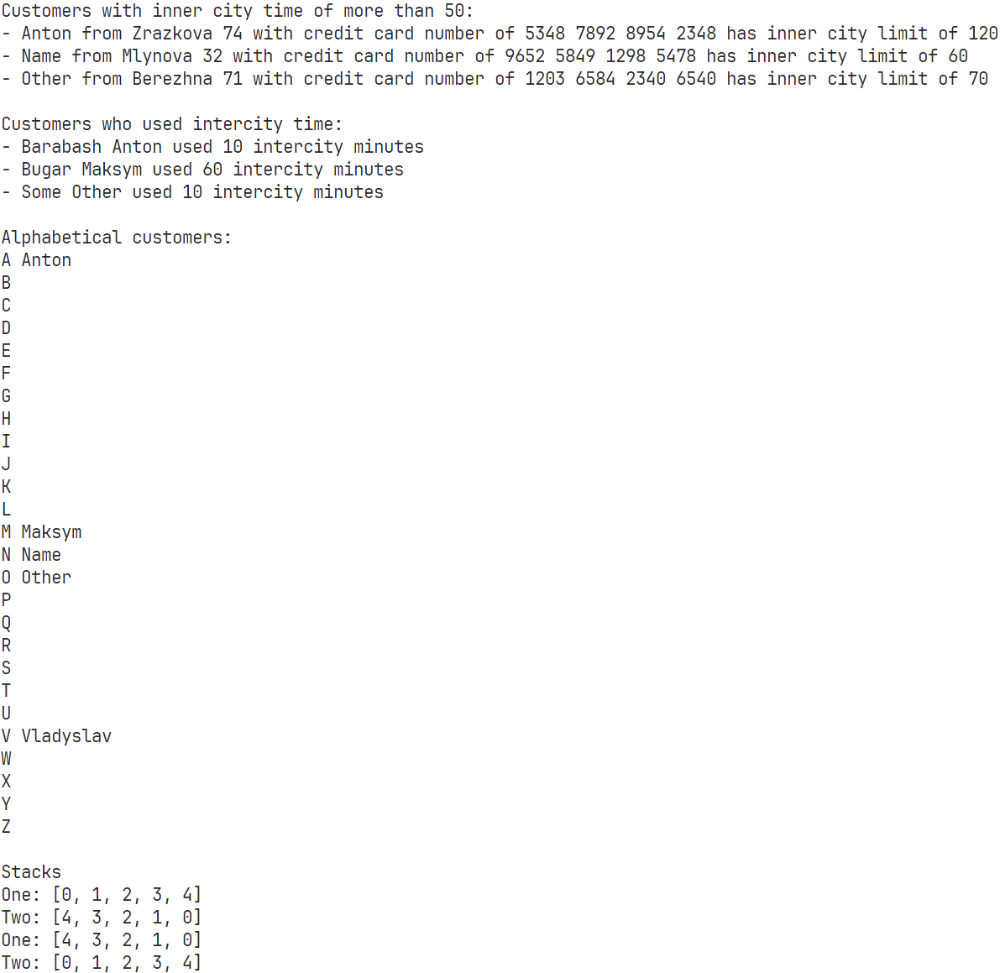 Customers with inner city time of more than 50:
- Anton from Zrazkova 74 with credit card number of 5348 7892 8954 2348 has inner city limit of 120
- Name from Mlynova 32 with credit card number of 9652 5849 1298 5478 has inner city limit of 60
- Other from Berezhna 71 with credit card number of 1203 6584 2340 6540 has inner city limit of 70

Customers who used intercity time:
- Barabash Anton used 10 intercity minutes
- Bugar Maksym used 60 intercity minutes
- Some Other used 10 intercity minutes

Alphabetical customers:
A Anton
B
C
D
E
F
G
H
I
J
K
L
M Maksym
N Name
O Other
P
Q
R
S
T
U
V Vladyslav
W
X
Y
Z

Stacks
One: [0, 1, 2, 3, 4]
Two: [4, 3, 2, 1, 0]
One: [4, 3, 2, 1, 0]
Two: [0, 1, 2, 3, 4]